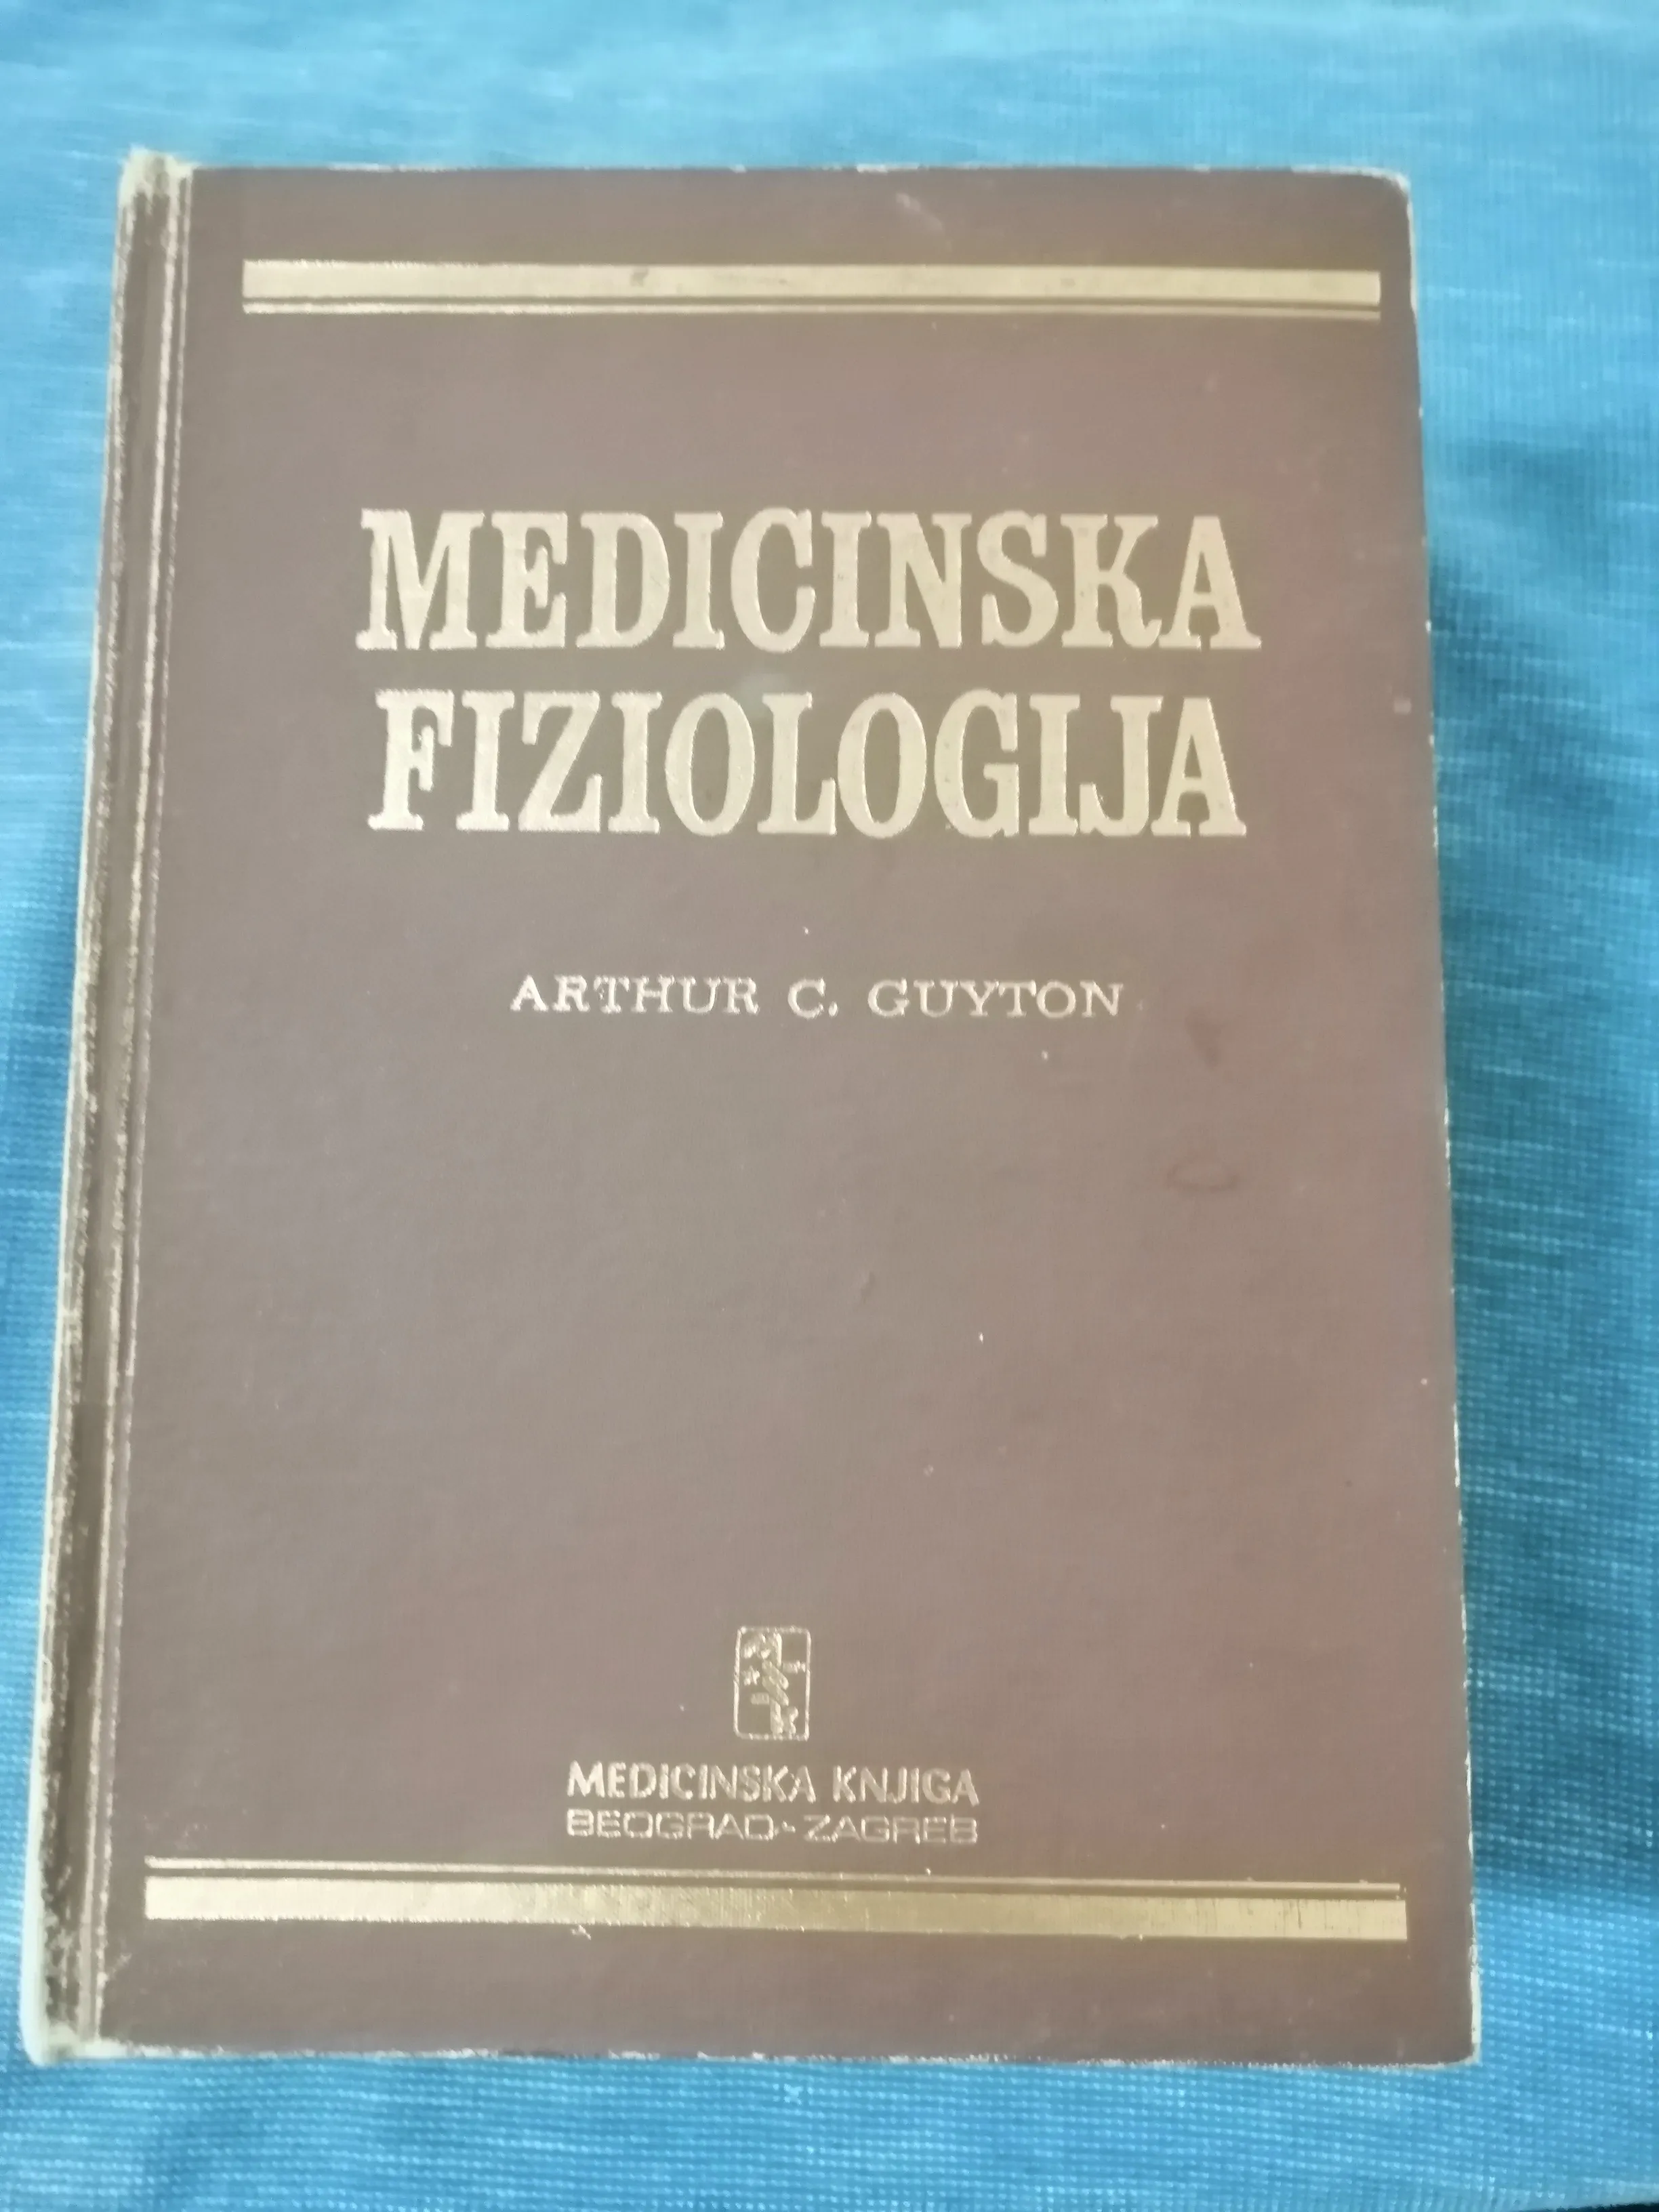 MEDICINSKA
FIZIOLOGIJA
ARTHUR C. GUYTON
MEDICINSKA KNJIGA
BEOGRAD-ZAGREB